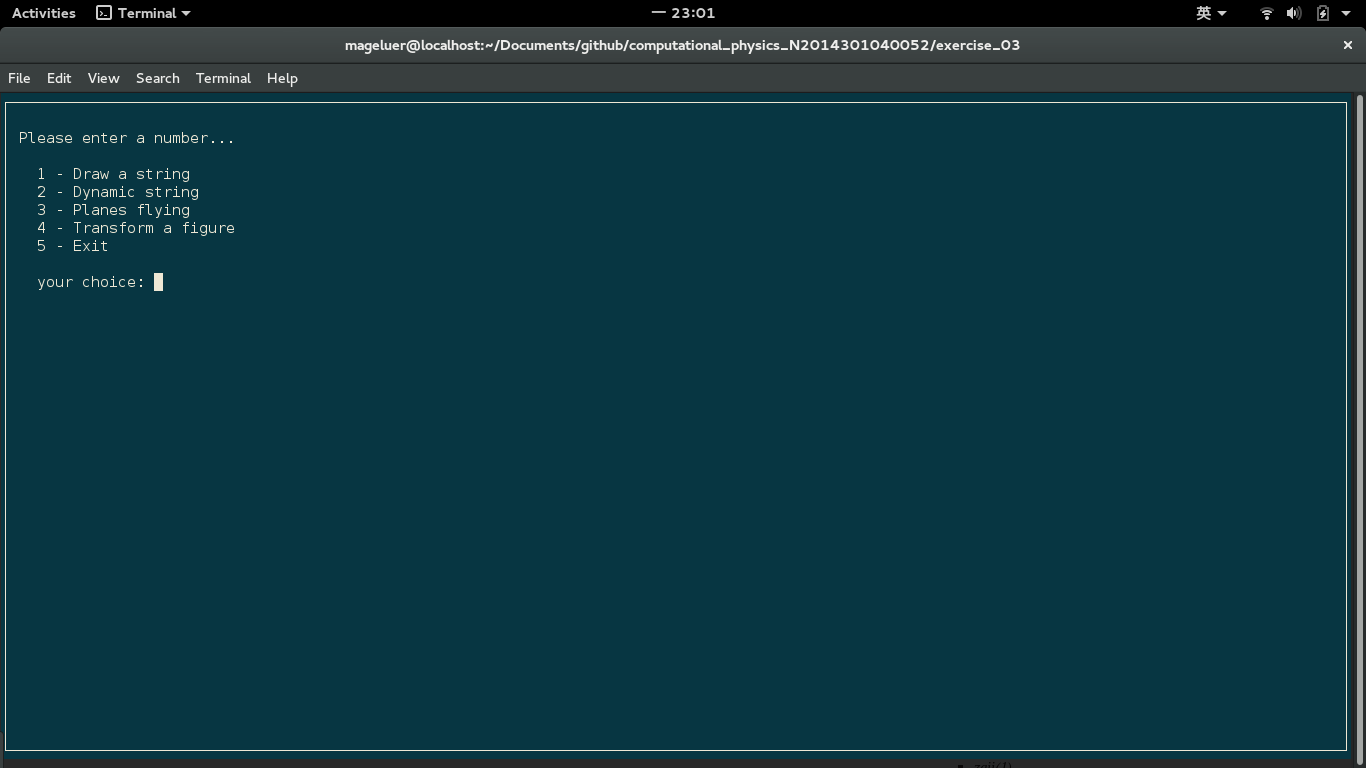 Activities Terminal 一 23:01 英
mageluer@localhost:~/Documents/github/computational_physics_N2014301040052/exercise_03 ×
File Edit View Search Terminal Help
Please enter a number...
1 - Draw a string
2 - Dynamic string
3 - Planes flying
4 - Transform a figure
5 - Exit
your choice: